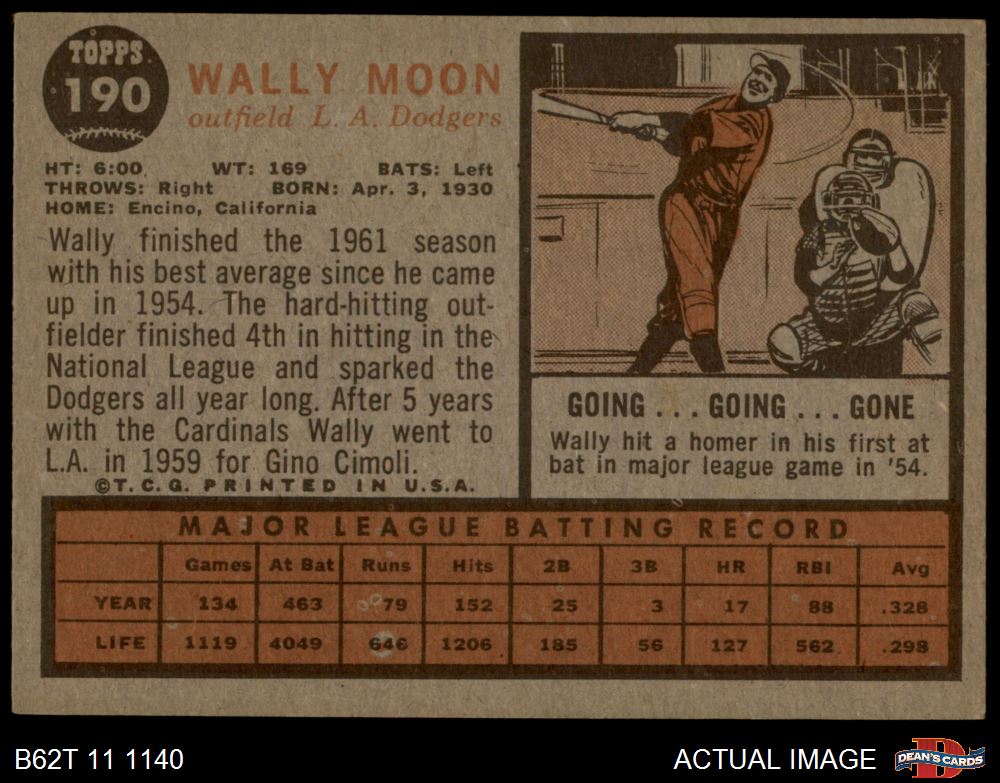 TOPPS
190
WALLY MOON
outfield L. A. Dodgers
HT: 6:00. WT: 169 BATS: Left
THROWS: Right BORN: Apr. 3, 1930
HOME: Encino, California
Wally finished the 1961 season
with his best average since he came
up in 1954. The hard-hitting out-
fielder finished 4th in hitting in the
National League and sparked the
Dodgers all year long. After 5 years
with the Cardinals Wally went to
L.A. in 1959 for Gino Cimoli.
©T. C. G. PRINTED IN U.S.A.
GOING . . . GOING . . . GONE
Wally hit a homer in his first at
bat in major league game in '54.
MAJOR LEAGUE BATTING RECORD
Games At Bat Runs Hits 2B 3B HR RBI Avg
YEAR 134 463 79 152 25 3 17 88 .328
LIFE 1119 4049 646 1206 185 56 127 562 .298
B62T 11 1140
ACTUAL IMAGE
D
DEAN'S CARDS